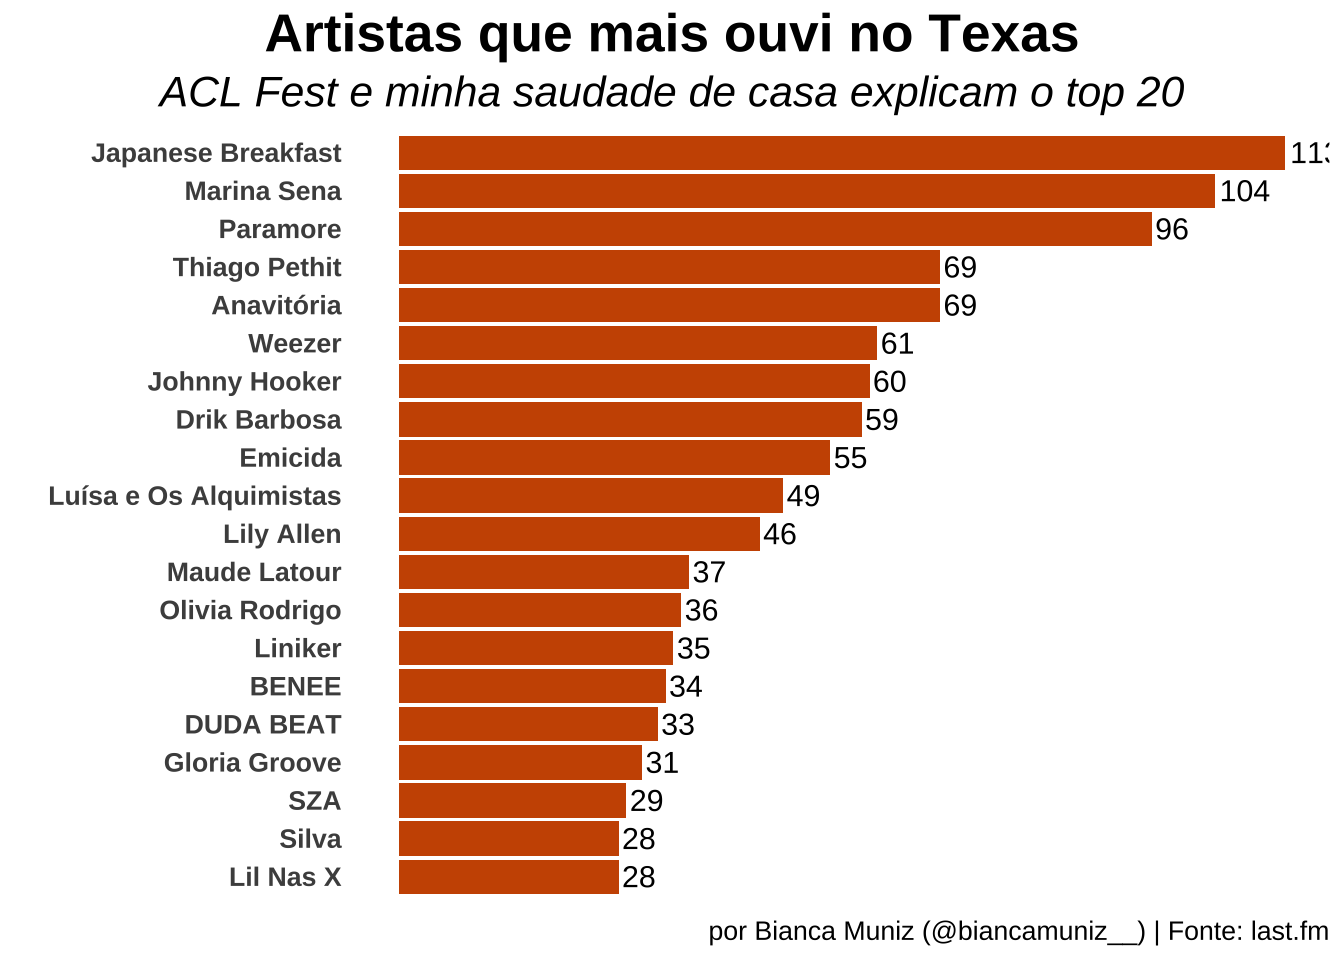 Artistas que mais ouvi no Texas
ACL Fest e minha saudade de casa explicam o top 20
Japanese Breakfast 113
Marina Sena 104
Paramore 96
Thiago Pethit 69
Anavitória 69
Weezer 61
Johnny Hooker 60
Drik Barbosa 59
Emicida 55
Luísa e Os Alquimistas 49
Lily Allen 46
Maude Latour 37
Olivia Rodrigo 36
Liniker 35
BENEE 34
DUDA BEAT 33
Gloria Groove 31
SZA 29
Silva 28
Lil Nas X 28
por Bianca Muniz (@biancamuniz__) | Fonte: last.fm